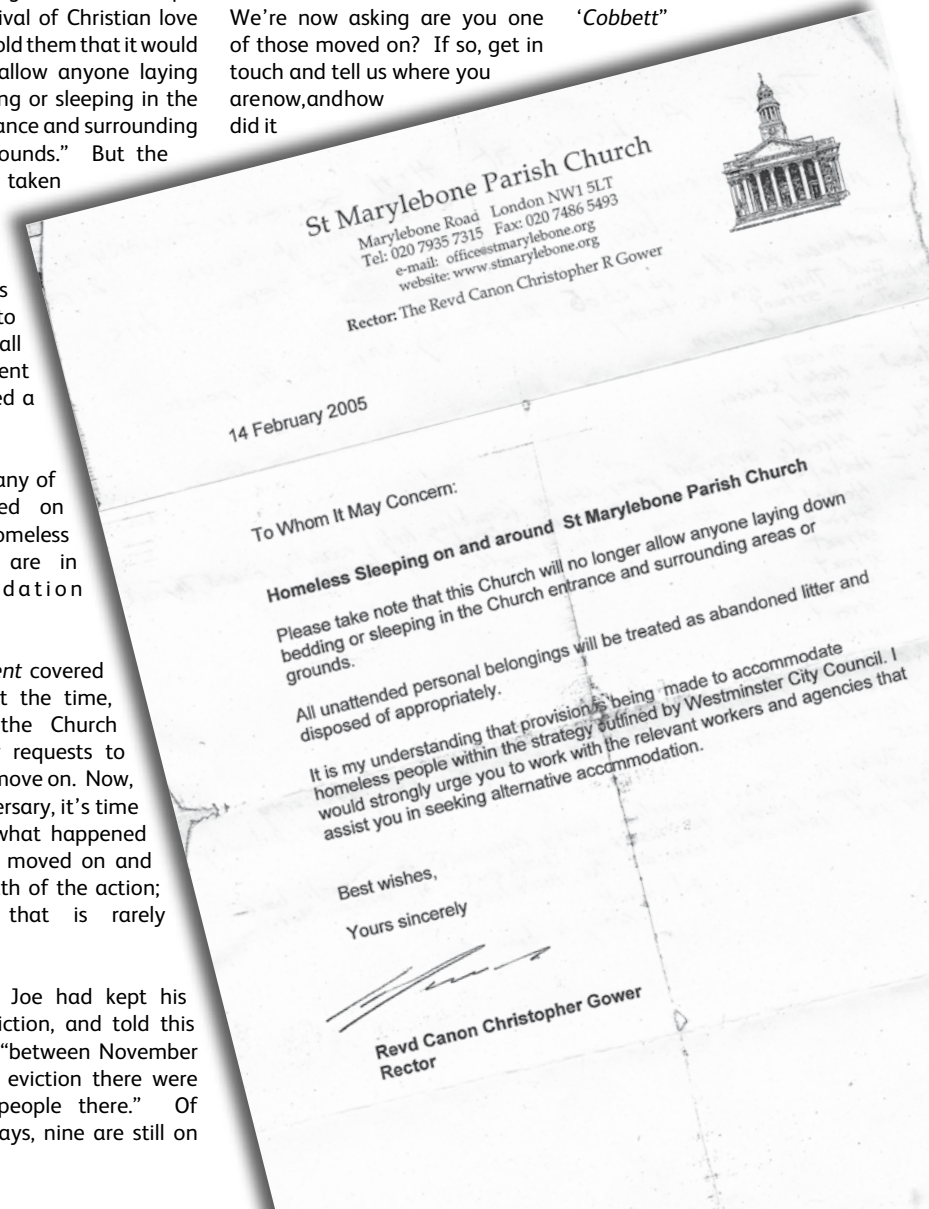 ival of Christian love
old them that it would
allow anyone laying
ng or sleeping in the
ance and surrounding
ounds." But the
taken
s
to
all
ent
ed a
any of
ed on
omeless
are in
dation
ent covered
t the time,
the Church
requests to
move on. Now,
ersary, it's time
what happened
moved on and
th of the action;
that is rarely
Joe had kept his
iction, and told this
"between November
eviction there were
people there." Of
ays, nine are still on
We're now asking are you one
of those moved on? If so, get in
touch and tell us where you
arenow,andhow
did it
'Cobbett"
St Marylebone Parish Church
Marylebone Road London NW1 5LT
Tel: 020 7935 7315 Fax: 020 7486 5493
e-mail: office@stmarylebone.org
website: www.stmarylebone.org
Rector: The Revd Canon Christopher R Gower
14 February 2005
To Whom It May Concern:
Homeless Sleeping on and around St Marylebone Parish Church
Please take note that this Church will no longer allow anyone laying down
bedding or sleeping in the Church entrance and surrounding areas or
grounds.
All unattended personal belongings will be treated as abandoned litter and
disposed of appropriately.
It is my understanding that provision is being made to accommodate
homeless people within the strategy outlined by Westminster City Council. I
would strongly urge you to work with the relevant workers and agencies that
assist you in seeking alternative accommodation.
Best wishes,
Yours sincerely
Revd Canon Christopher Gower
Rector